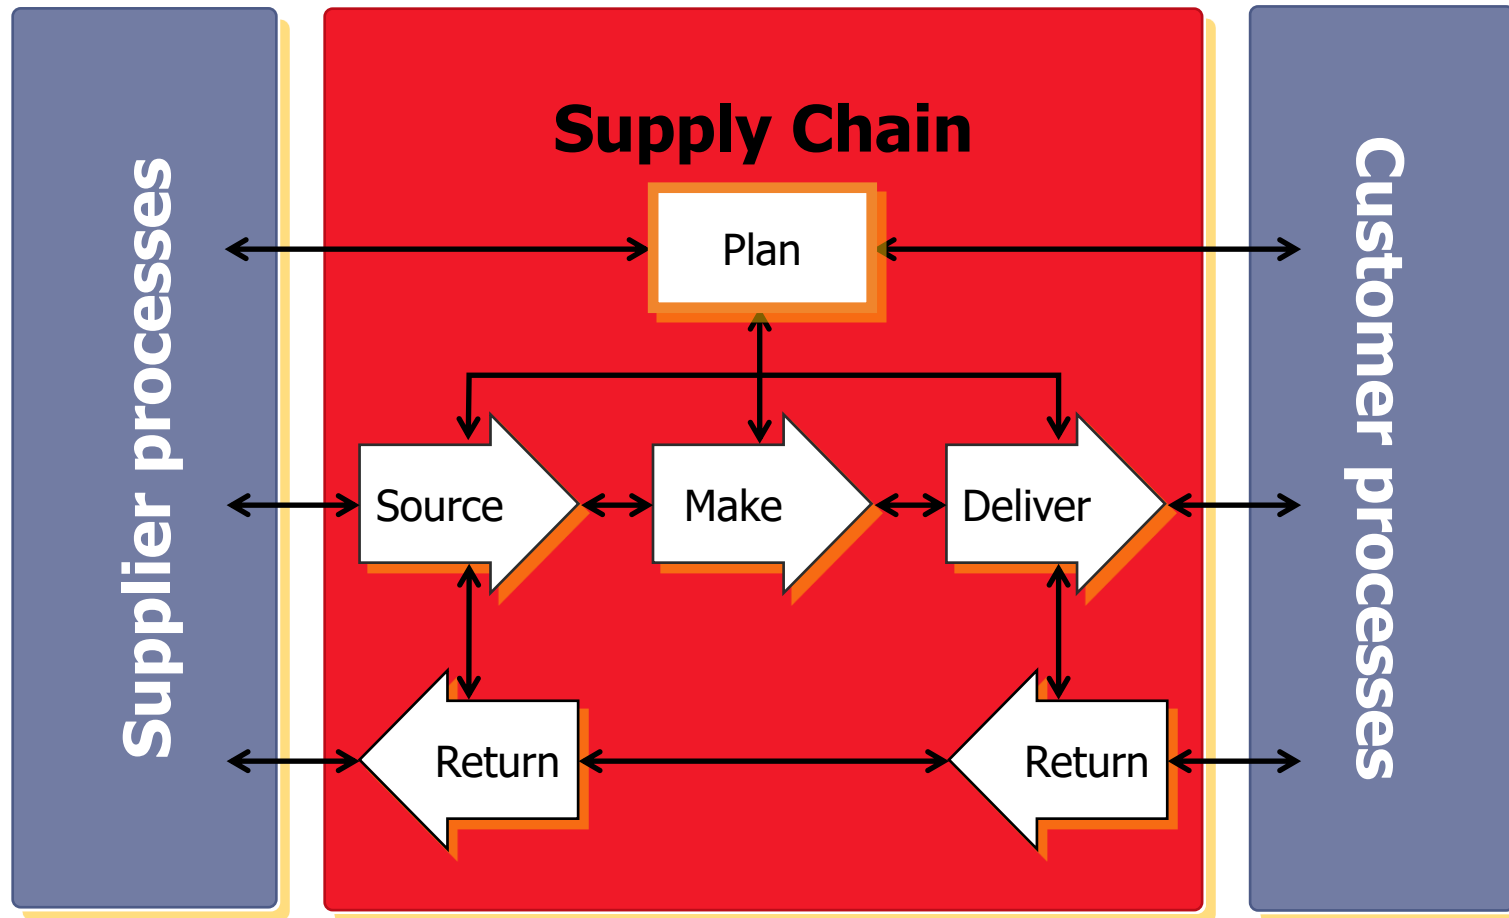 Supplier processes
Supply Chain
Plan
Source
Make
Deliver
Return
Return
Customer processes